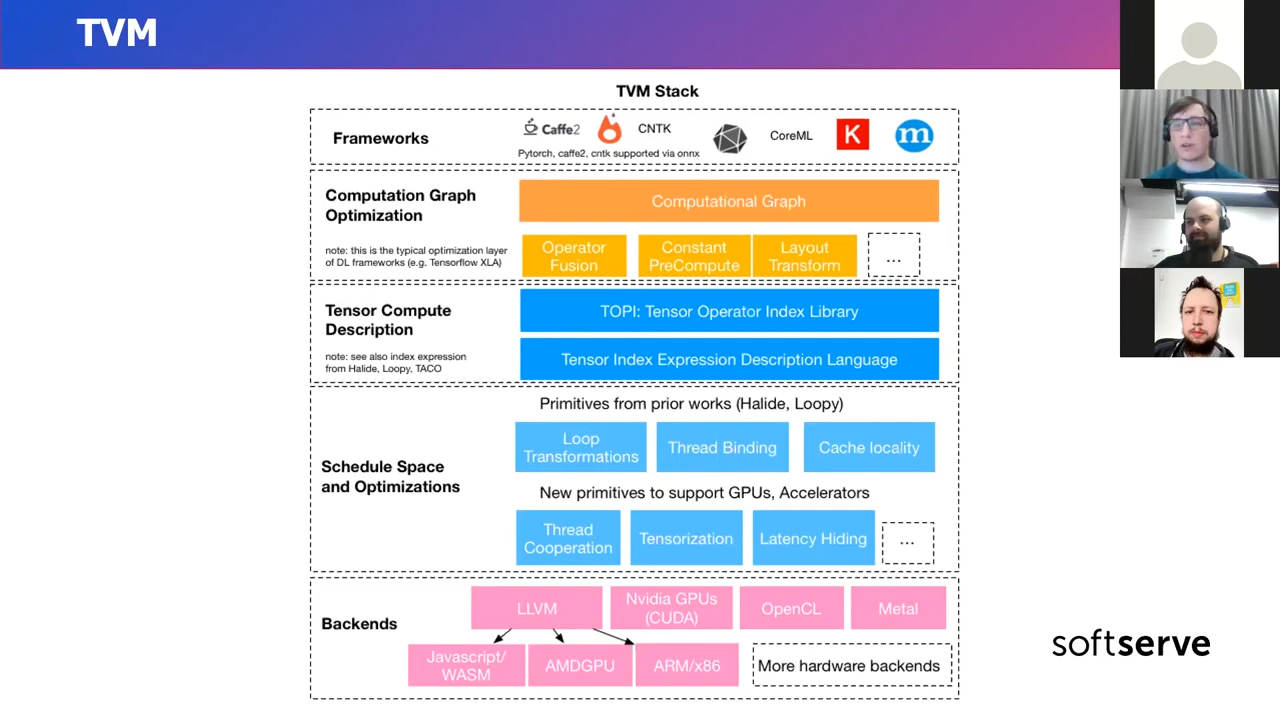 TVM
TVM Stack
Frameworks
Caffe2
CNTK
CoreML
K
m
Pytorch, caffe2, cntk supported via onnx
Computation Graph
Optimization
note: this is the typical optimization layer
of DL frameworks (e.g. Tensorflow XLA)
Computational Graph
Operator
Fusion
Constant
PreCompute
Layout
Transform
...
Tensor Compute
Description
note: see also index expression
from Halide, Loopy, TACO
TOPI: Tensor Operator Index Library
Tensor Index Expression Description Language
Schedule Space
and Optimizations
Primitives from prior works (Halide, Loopy)
Loop
Transformations
Thread Binding
Cache locality
New primitives to support GPUs, Accelerators
Thread
Cooperation
Tensorization
Latency Hiding
...
Backends
LLVM
Nvidia GPUs
(CUDA)
OpenCL
Metal
Javascript/
WASM
AMDGPU
ARM/x86
More hardware backends
softserve